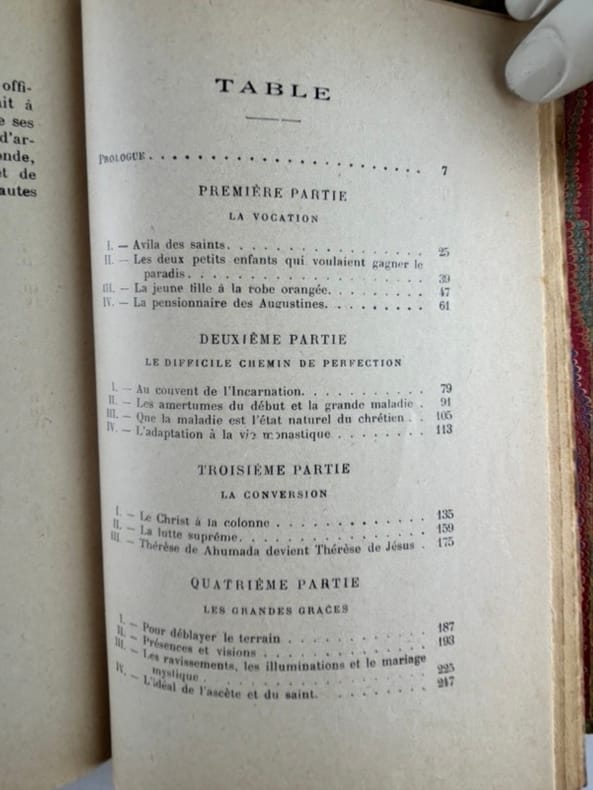 offi-
ait à
e ses
d'ar-
onde,
et de
autes
TABLE
PROLOGUE . . . . . . . . . . . . . . . . . . . . . . 7
PREMIÈRE PARTIE
LA VOCATION
I. — Avila des saints. . . . . . . . . . . . . . 25
II. — Les deux petits enfants qui voulaient gagner le
paradis . . . . . . . . . . . . . . . . . 39
III. — La jeune fille à la robe orangée. . . . . . . . 47
IV. — La pensionnaire des Augustines. . . . . . . . 61
DEUXIÈME PARTIE
LE DIFFICILE CHEMIN DE PERFECTION
I. — Au couvent de l'Incarnation. . . . . . . . . 79
II. — Les amertumes du début et la grande maladie . 91
III. — Que la maladie est l'état naturel du chrétien . . 105
IV. — L'adaptation à la vie monastique . . . . . . . 113
TROISIÈME PARTIE
LA CONVERSION
I. — Le Christ à la colonne . . . . . . . . . . . 135
II. — La lutte suprême. . . . . . . . . . . . . . 159
III. — Thérèse de Ahumada devient Thérèse de Jésus . 175
QUATRIÈME PARTIE
LES GRANDES GRACES
I. — Pour déblayer le terrain . . . . . . . . . . 187
II. — Présences et visions . . . . . . . . . . . . 193
III. — Les ravissements, les illuminations et le mariage
mystique . . . . . . . . . . . . . . . . 225
IV. — L'idéal de l'ascète et du saint. . . . . . . . 247